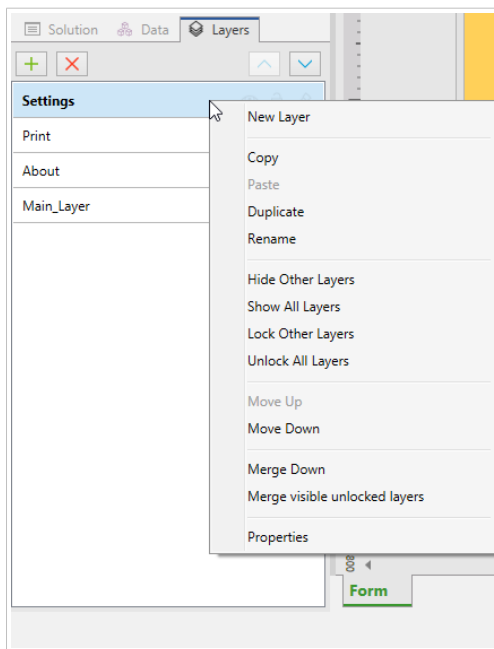 Solution Data Layers
Settings
New Layer
Print
Copy
About
Paste
Main_Layer
Duplicate
Rename
Hide Other Layers
Show All Layers
Lock Other Layers
Unlock All Layers
Move Up
Move Down
Merge Down
Merge visible unlocked layers
Properties
800
Form